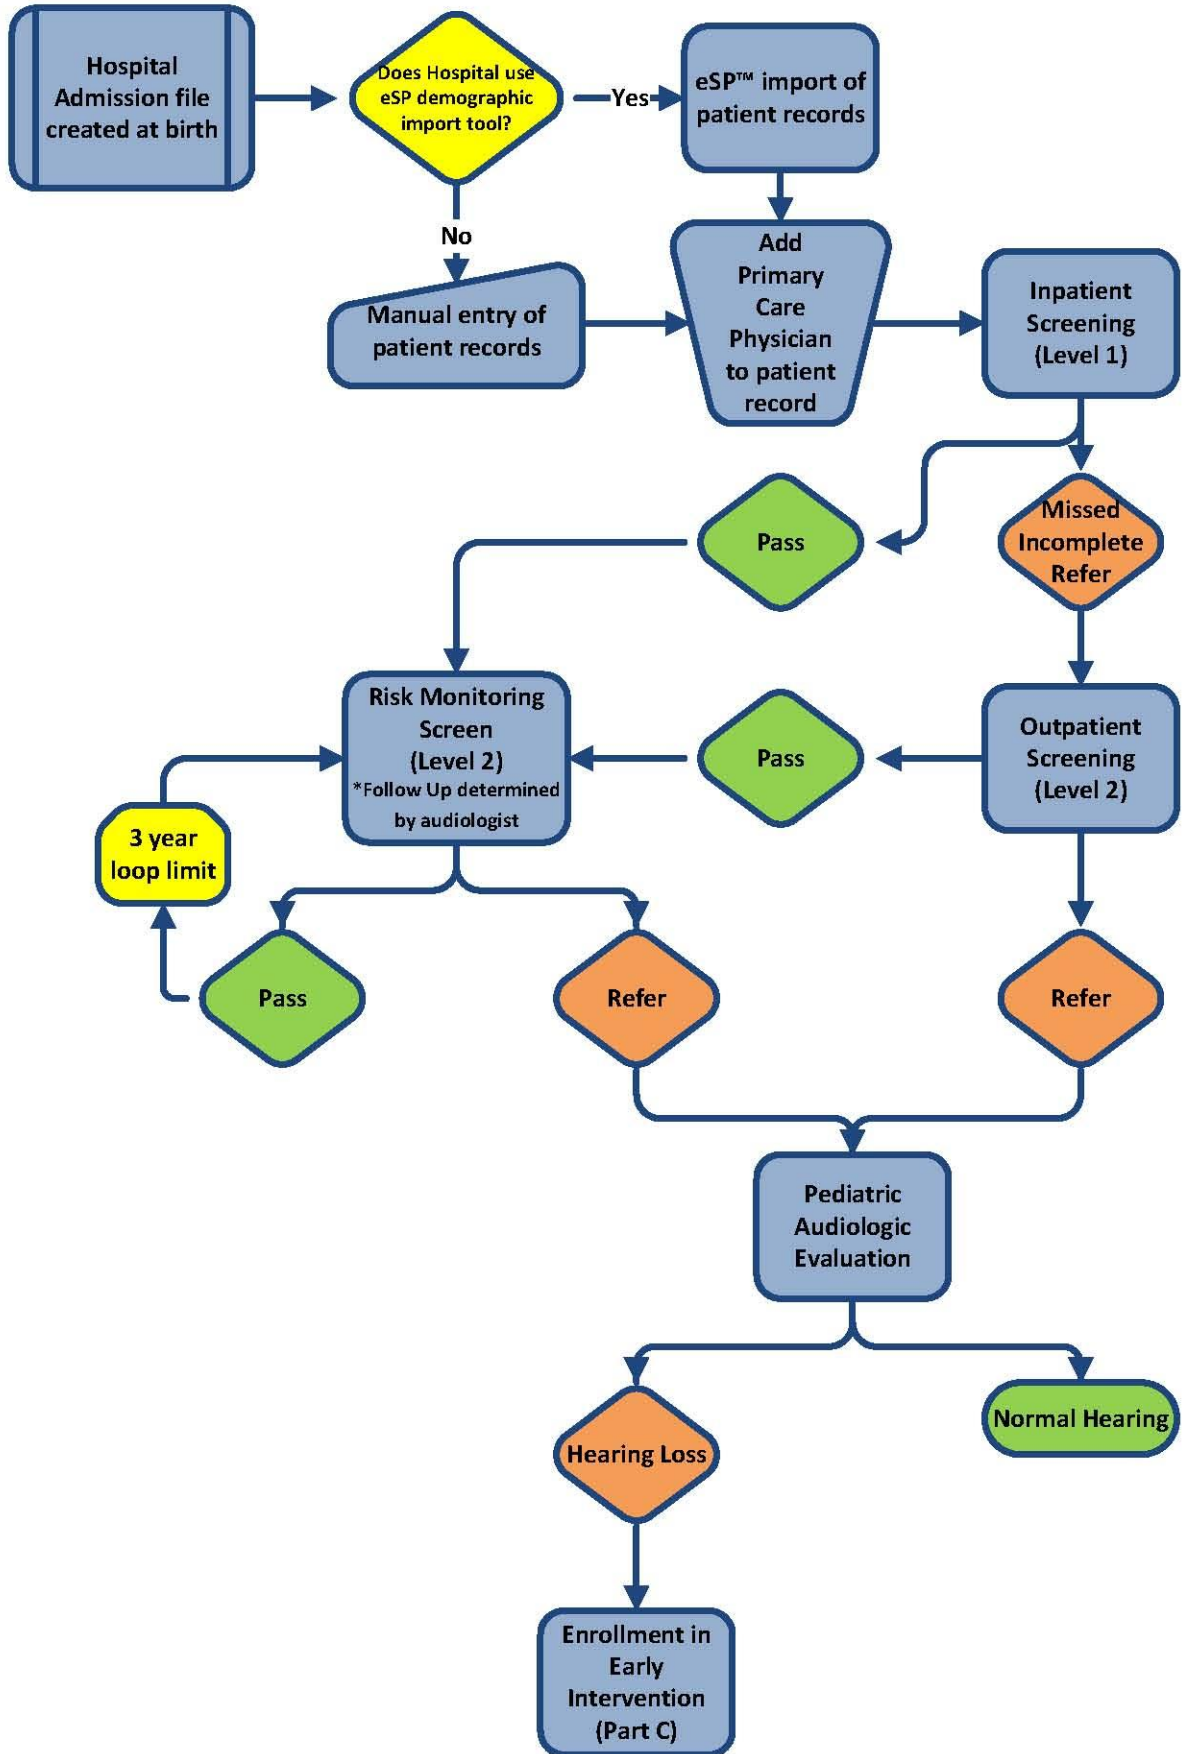 Hospital
Admission file
created at birth
Does Hospital use
eSP demographic
import tool?
Yes
eSP™ import of
patient records
No
Manual entry of
patient records
Add
Primary
Care
Physician
to patient
record
Inpatient
Screening
(Level 1)
Pass
Missed
Incomplete
Refer
Risk Monitoring
Screen
(Level 2)
*Follow Up determined
by audiologist
Pass
Outpatient
Screening
(Level 2)
3 year
loop limit
Pass
Refer
Refer
Pediatric
Audiologic
Evaluation
Hearing Loss
Normal Hearing
Enrollment in
Early
Intervention
(Part C)